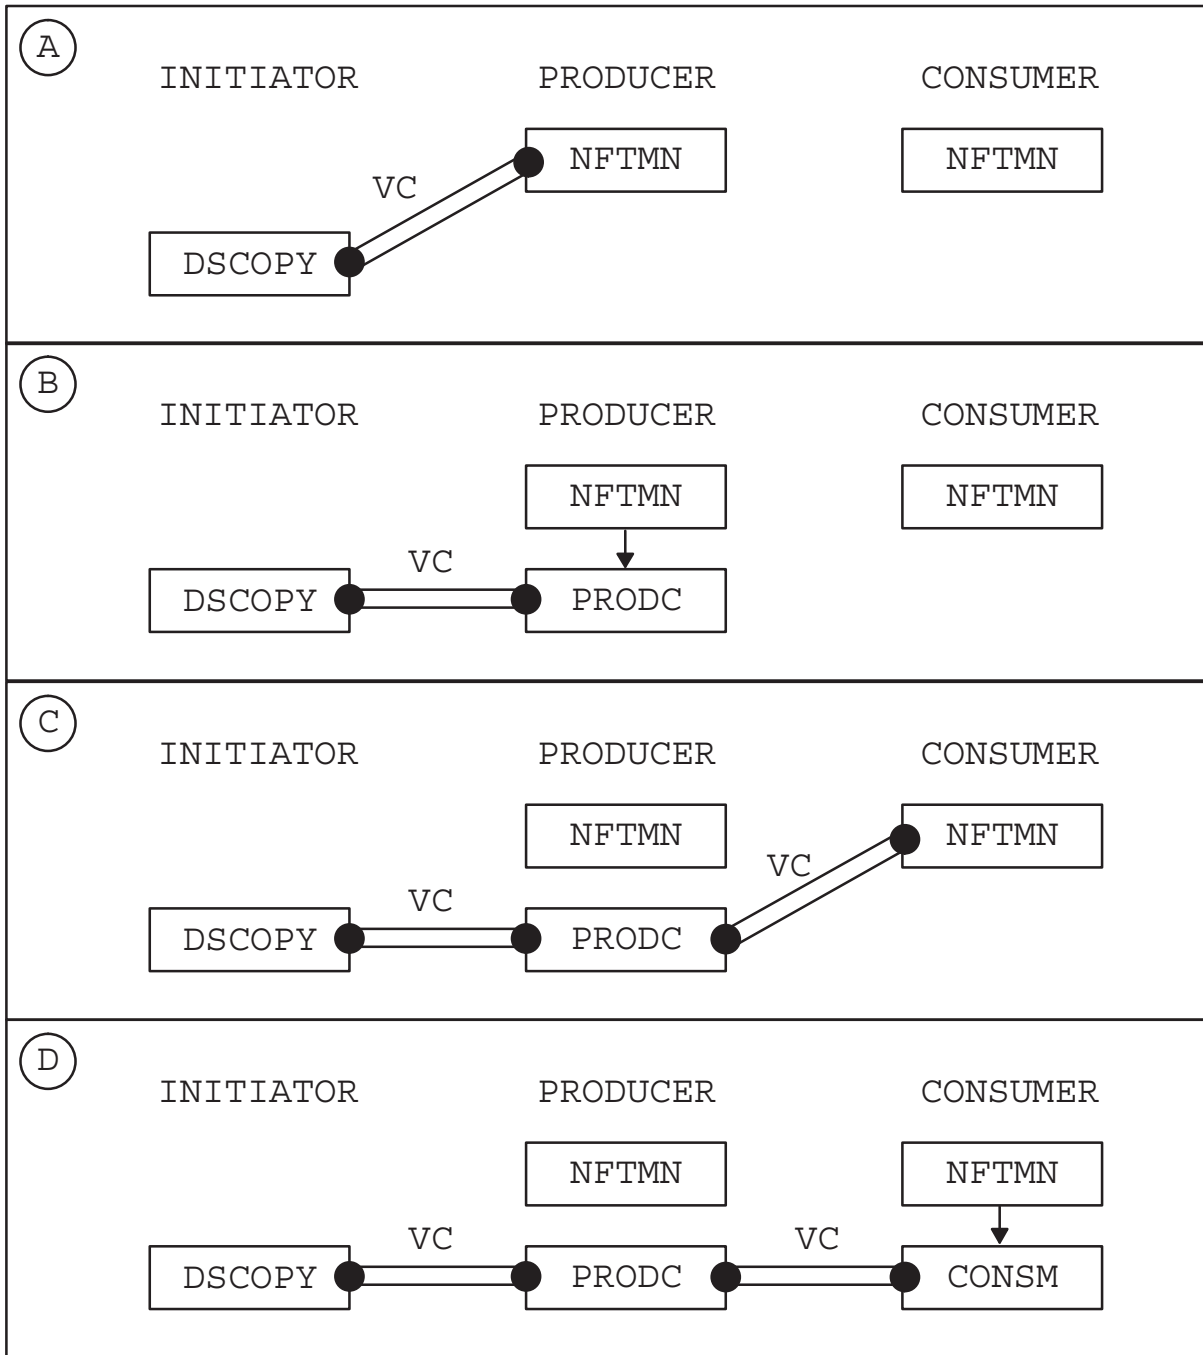 A
INITIATOR PRODUCER CONSUMER
NFTMN NFTMN
VC
DSCOPY
B
INITIATOR PRODUCER CONSUMER
NFTMN NFTMN
VC
DSCOPY PRODC
C
INITIATOR PRODUCER CONSUMER
NFTMN NFTMN
VC
VC
DSCOPY PRODC
D
INITIATOR PRODUCER CONSUMER
NFTMN NFTMN
VC VC
DSCOPY PRODC CONSM